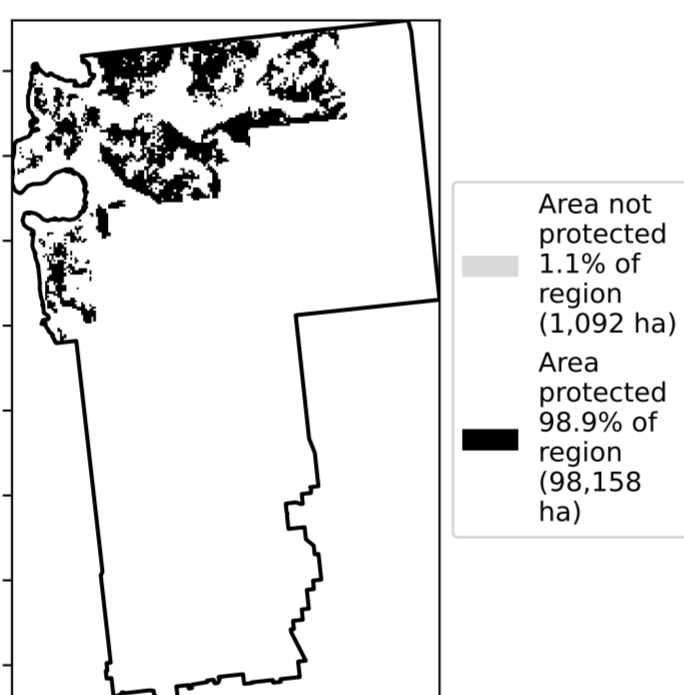 Area not
protected
1.1% of
region
(1,092 ha)
Area
protected
98.9% of
region
(98,158
ha)